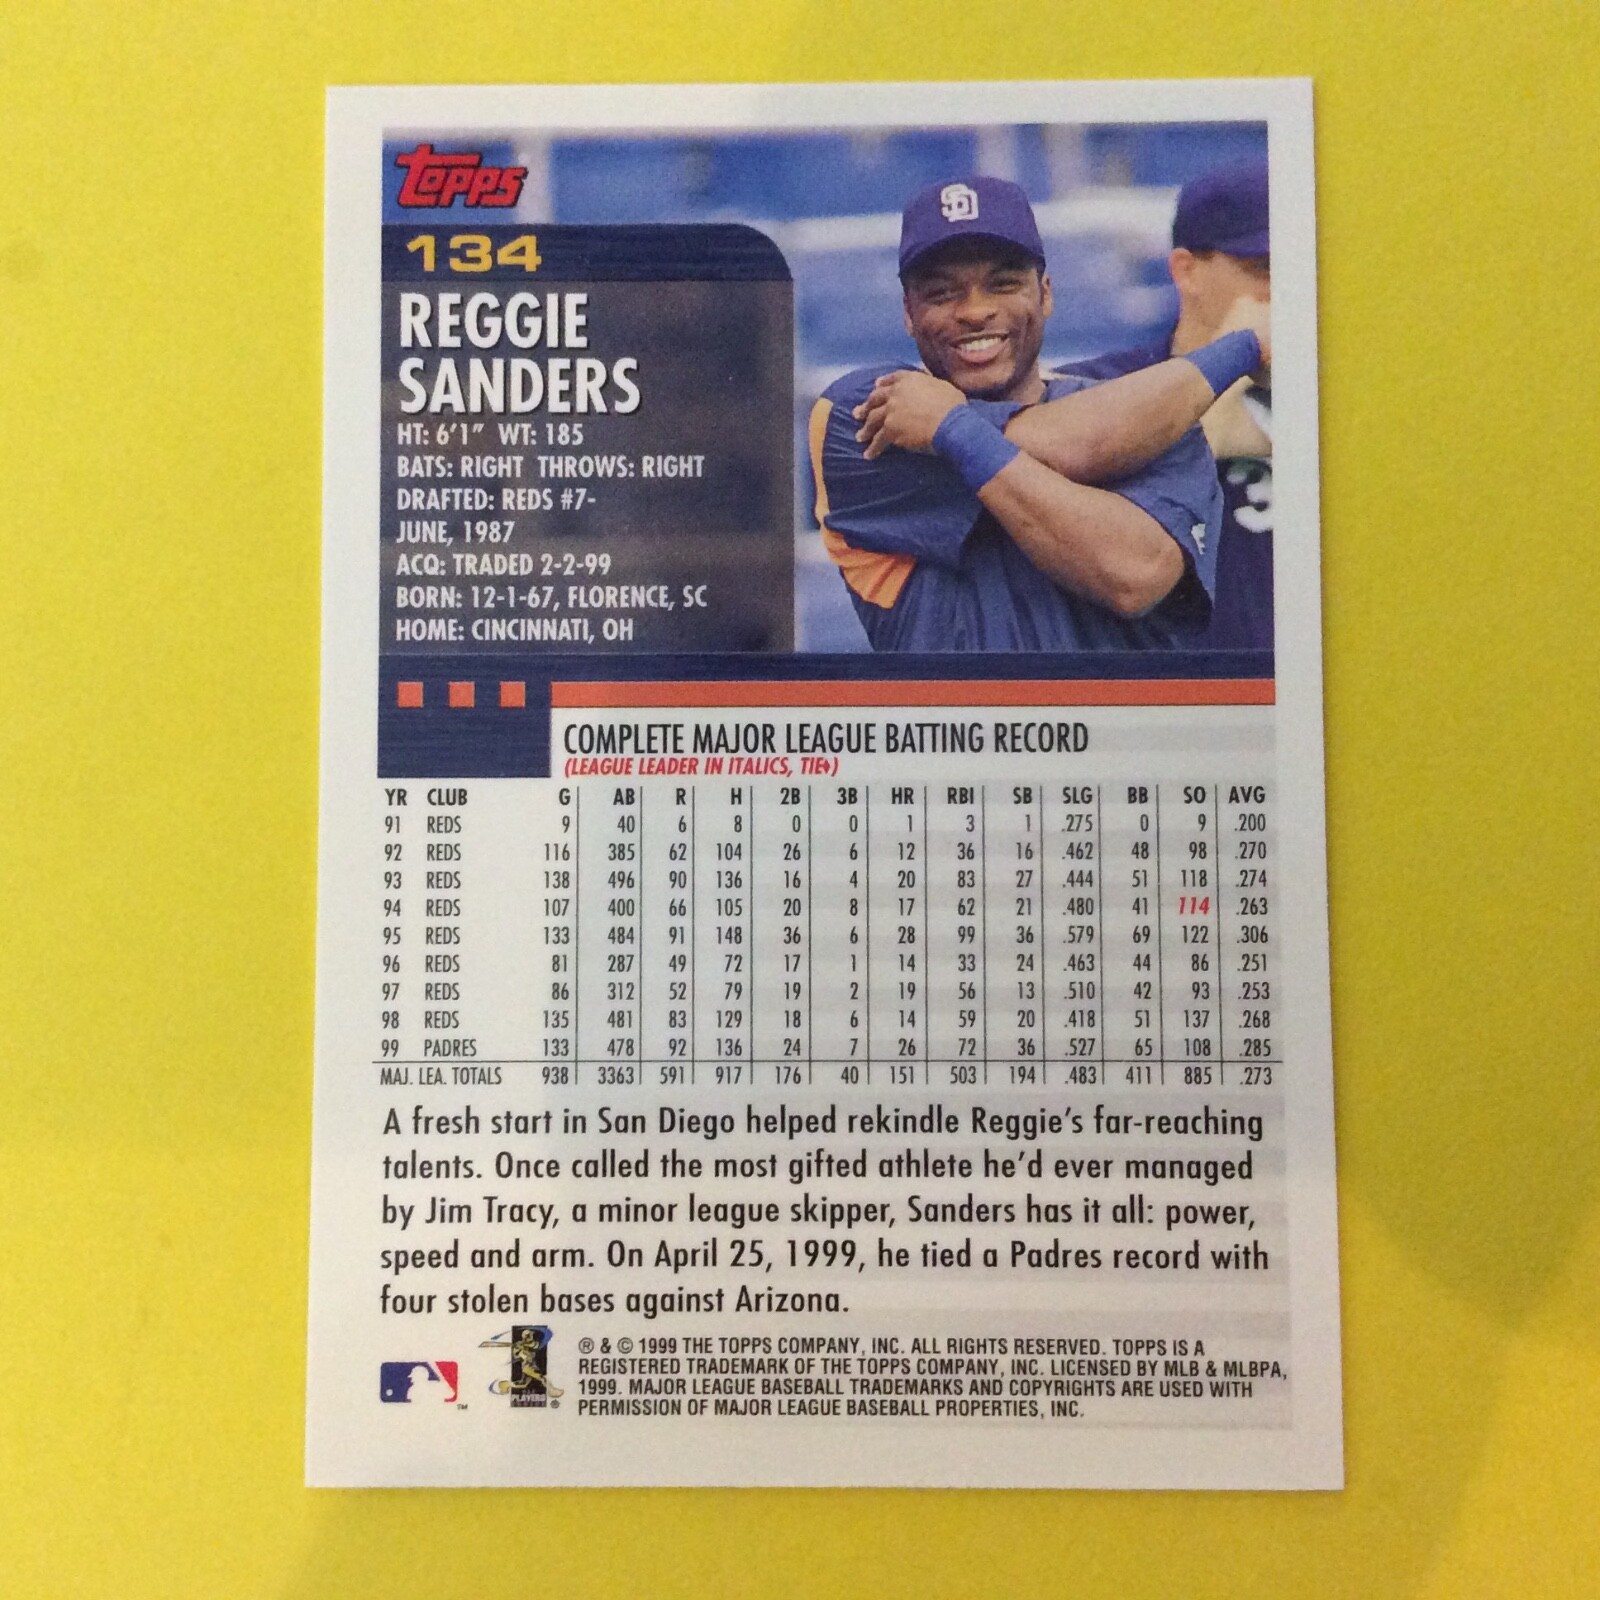 Topps
134
REGGIE
SANDERS
HT: 6'1" WT: 185
BATS: RIGHT THROWS: RIGHT
DRAFTED: REDS #7-
JUNE, 1987
ACQ: TRADED 2-2-99
BORN: 12-1-67, FLORENCE, SC
HOME: CINCINNATI, OH
SD
3
COMPLETE MAJOR LEAGUE BATTING RECORD
(LEAGUE LEADER IN ITALICS, TIE♦)
YR CLUB G AB R H 2B 3B HR RBI SB SLG BB SO AVG
91 REDS 9 40 6 8 0 0 1 3 1 .275 0 9 .200
92 REDS 116 385 62 104 26 6 12 36 16 .462 48 98 .270
93 REDS 138 496 90 136 16 4 20 83 27 .444 51 118 .274
94 REDS 107 400 66 105 20 8 17 62 21 .480 41 114 .263
95 REDS 133 484 91 148 36 6 28 99 36 .579 69 122 .306
96 REDS 81 287 49 72 17 1 14 33 24 .463 44 86 .251
97 REDS 86 312 52 79 19 2 19 56 13 .510 42 93 .253
98 REDS 135 481 83 129 18 6 14 59 20 .418 51 137 .268
99 PADRES 133 478 92 136 24 7 26 72 36 .527 65 108 .285
MAJ. LEA. TOTALS 938 3363 591 917 176 40 151 503 194 .483 411 885 .273
A fresh start in San Diego helped rekindle Reggie's far-reaching
talents. Once called the most gifted athlete he'd ever managed
by Jim Tracy, a minor league skipper, Sanders has it all: power,
speed and arm. On April 25, 1999, he tied a Padres record with
four stolen bases against Arizona.
® & © 1999 THE TOPPS COMPANY, INC. ALL RIGHTS RESERVED. TOPPS IS A
REGISTERED TRADEMARK OF THE TOPPS COMPANY, INC. LICENSED BY MLB & MLBPA,
1999. MAJOR LEAGUE BASEBALL TRADEMARKS AND COPYRIGHTS ARE USED WITH
PERMISSION OF MAJOR LEAGUE BASEBALL PROPERTIES, INC.
TM
PLAYERS
®